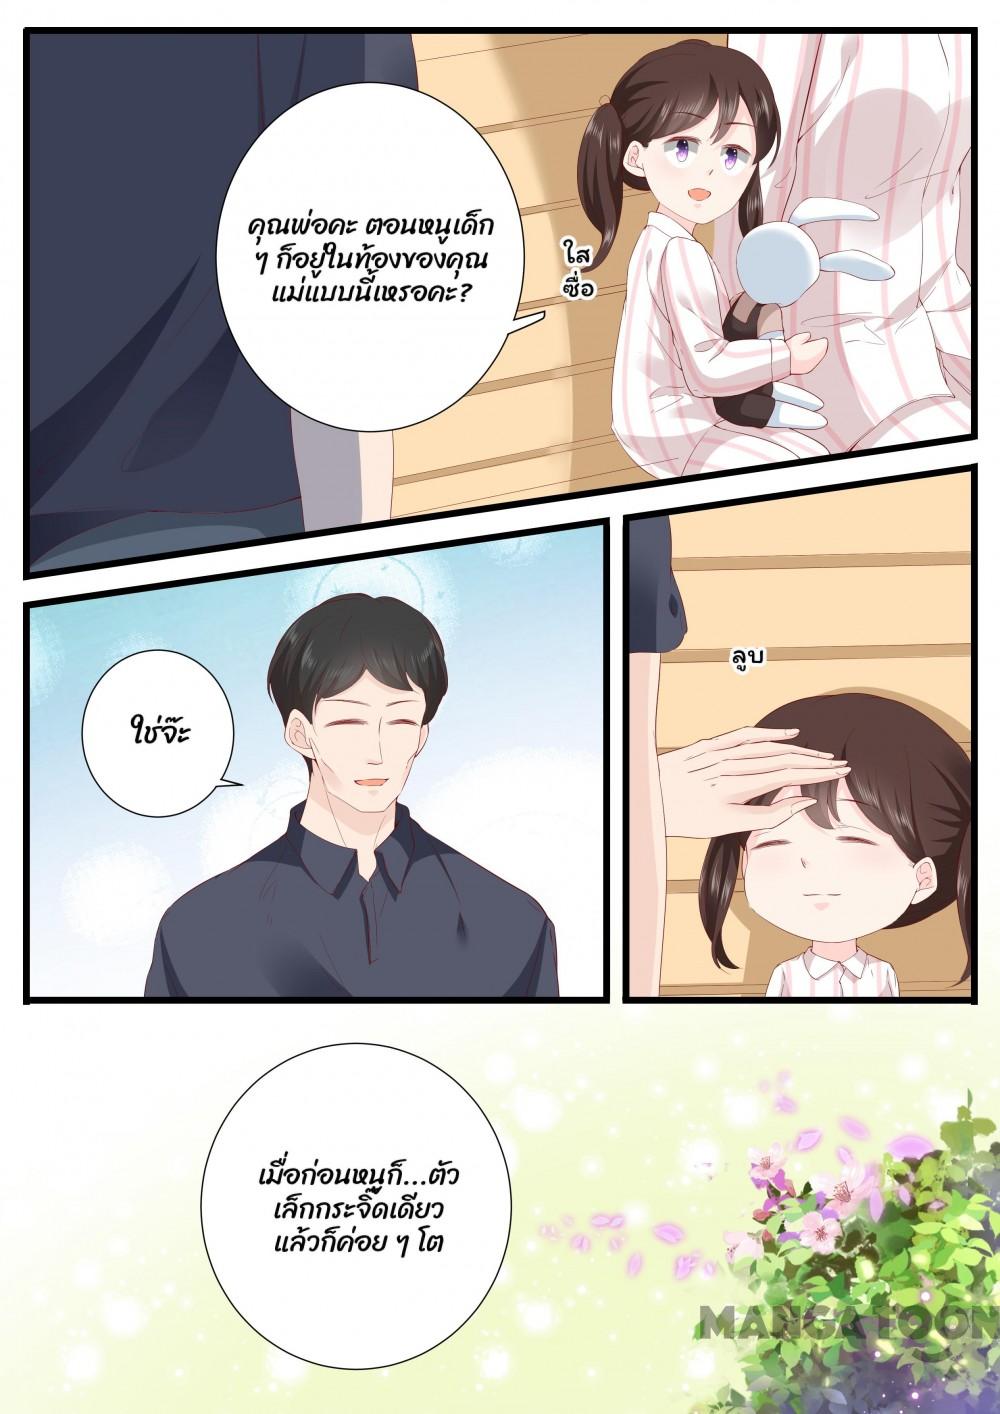 คุณพ่อคะ ตอนหนูเด็ก
ๆ ก็อยู่ในท้องของคุณ
แม่แบบนี้เหรอคะ?
ใส
ซื่อ
ใช่จ๊ะ
ลูบ
เมื่อก่อนหนูก็...ตัว
เล็กกระจิ๊ดเดียว
แล้วก็ค่อย ๆ โต
MANGATOON